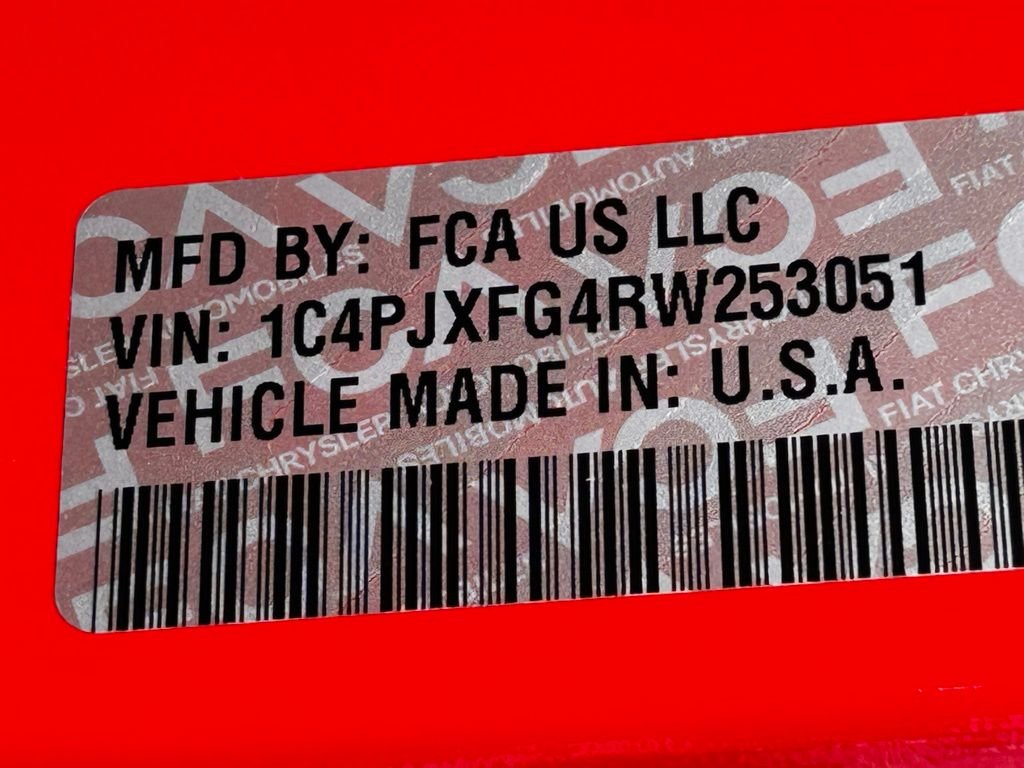 MFD BY: FCA US LLC
VIN: 1C4PJXFG4RW253051
VEHICLE MADE IN: U.S.A.